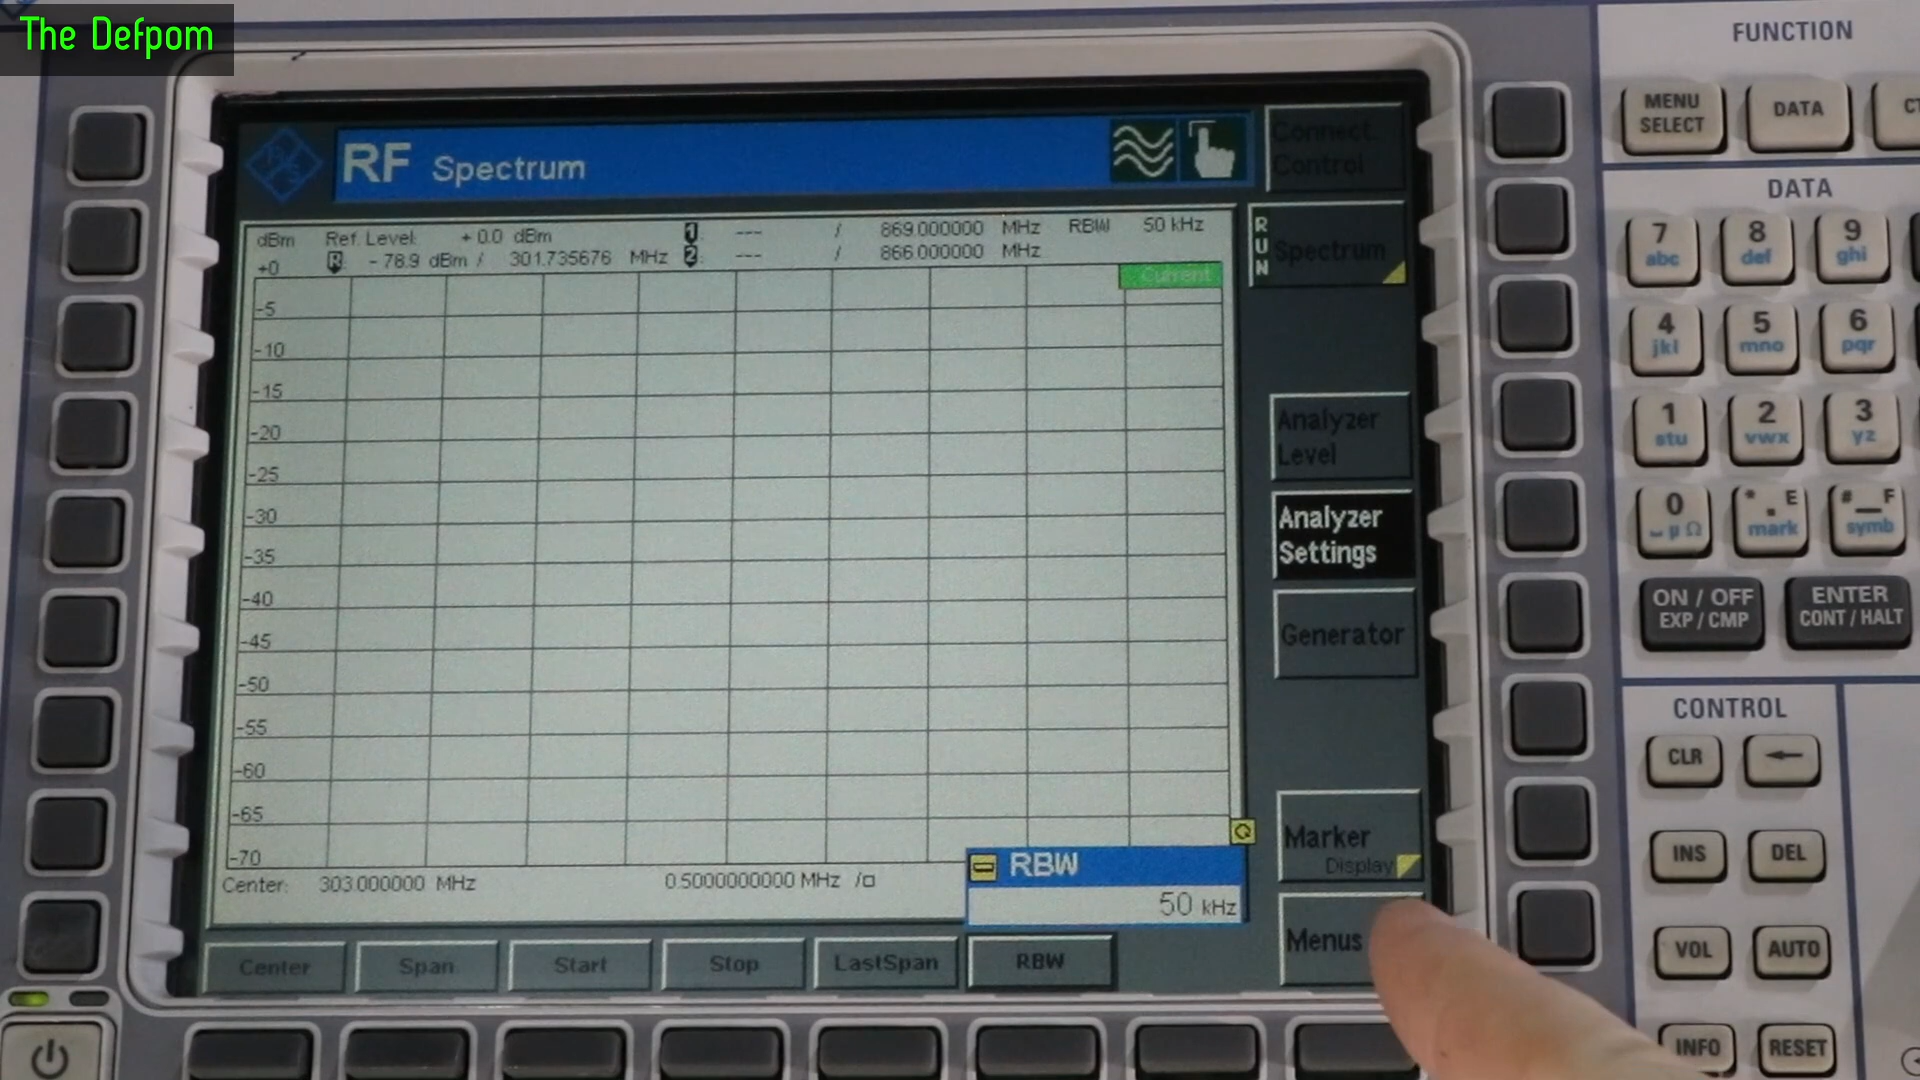 The Defpom
RF Spectrum
Connect.
Control
dBm Ref. Level: +0.0 dBm 1: --- / 869.000000 MHz RBW 50 kHz
R: -78.9 dBm / 301.735676 MHz 2: --- / 866.000000 MHz
+0
Current
-5
-10
-15
-20
-25
-30
-35
-40
-45
-50
-55
-60
-65
-70
Center: 303.000000 MHz 0.5000000000 MHz /□
RBW
50 kHz
Center Span Start Stop LastSpan RBW
RUN
Spectrum
Analyzer
Level
Analyzer
Settings
Generator
Marker
Display
Menus
FUNCTION
MENU
SELECT
DATA
CT
DATA
7 8 9
abc def ghi
4 5 6
jkl mno pqr
1 2 3
stu vwx yz
0 * . E # _ F
␣ µ Ω mark symb
ON / OFF
EXP / CMP
ENTER
CONT / HALT
CONTROL
CLR
INS DEL
VOL AUTO
INFO RESET